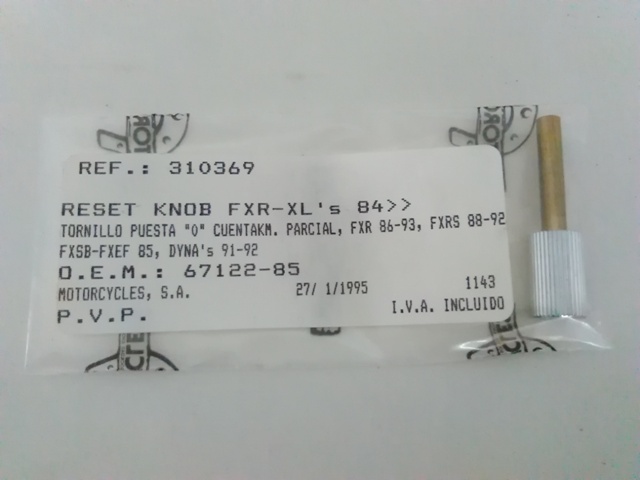 REF.: 310369
RESET KNOB FXR-XL's 84>>
TORNILLO PUESTA "0" CUENTAKM. PARCIAL, FXR 86-93, FXRS 88-92
FXSB-FXEF 85, DYNA's 91-92
O.E.M.: 67122-85
MOTORCYCLES, S.A. 27/ 1/1995 1143
P.V.P. I.V.A. INCLUIDO